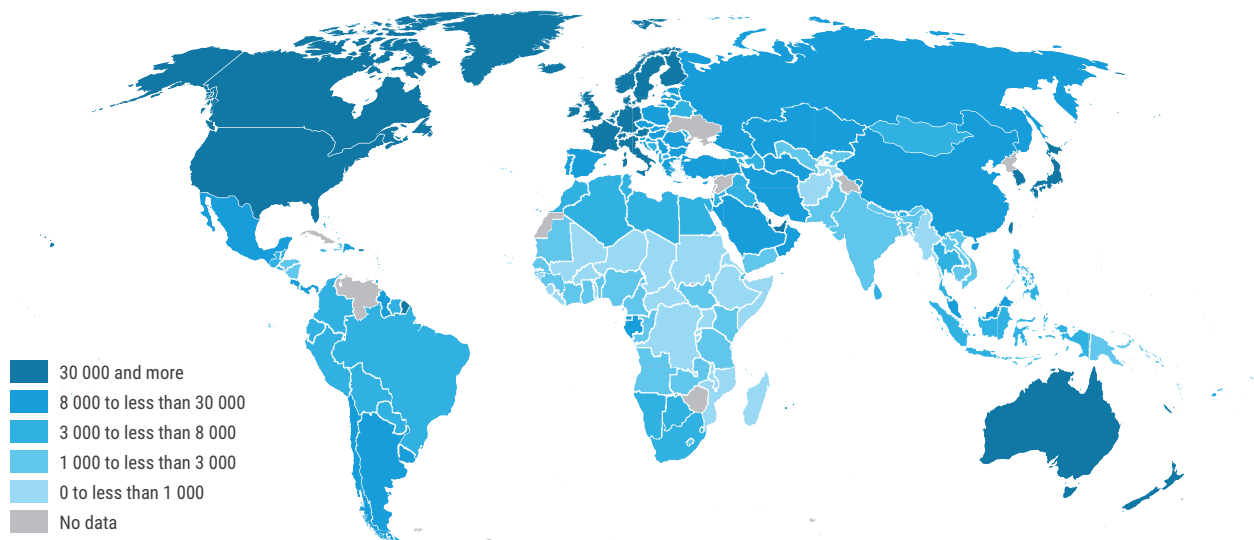 30 000 and more
8 000 to less than 30 000
3 000 to less than 8 000
1 000 to less than 3 000
0 to less than 1 000
No data